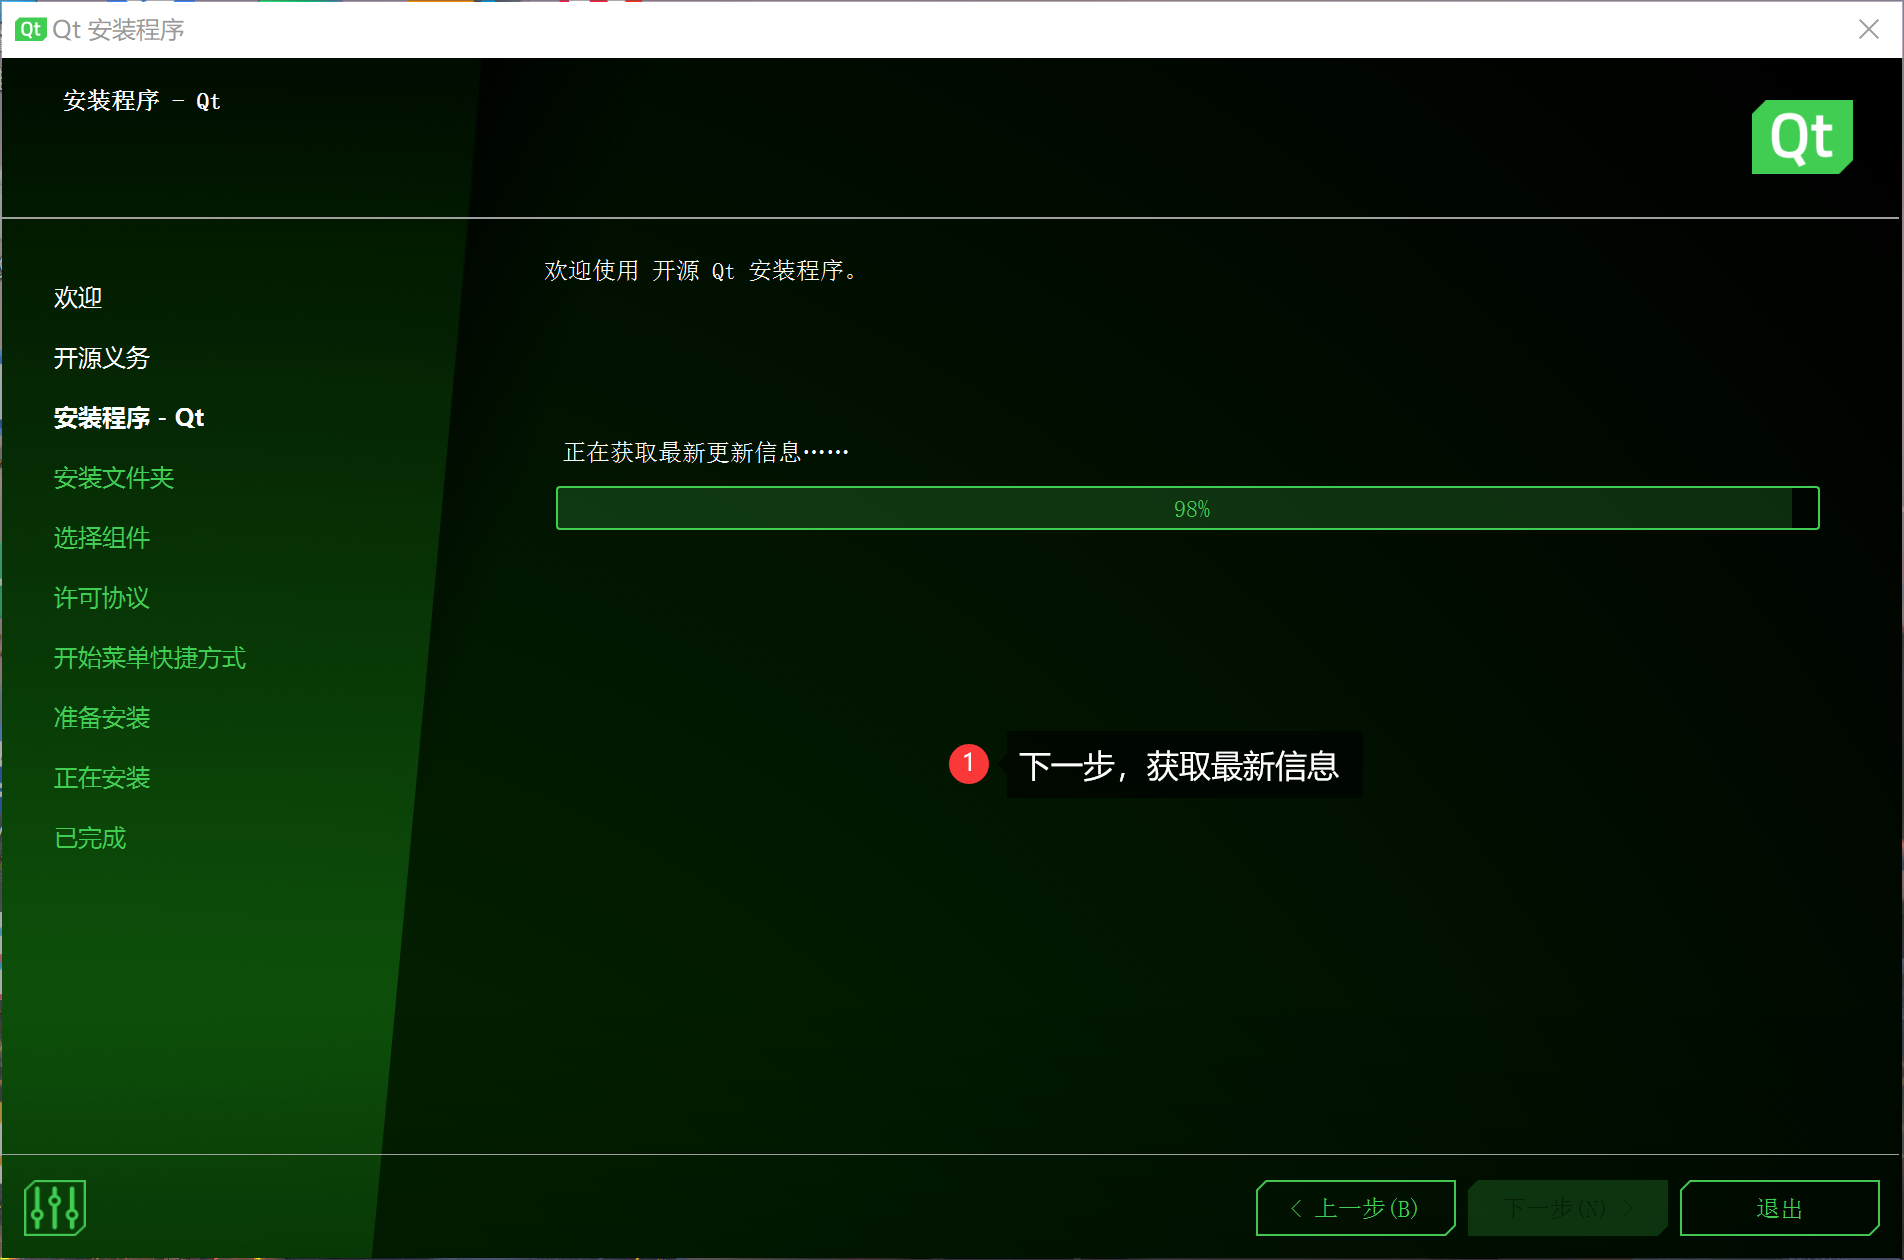 Qt Qt 安装程序
安装程序 - Qt
Qt
欢迎
开源义务
安装程序 - Qt
安装文件夹
选择组件
许可协议
开始菜单快捷方式
准备安装
正在安装
已完成
欢迎使用 开源 Qt 安装程序。
正在获取最新更新信息……
98%
1 下一步，获取最新信息
< 上一步(B) 下一步(N) > 退出